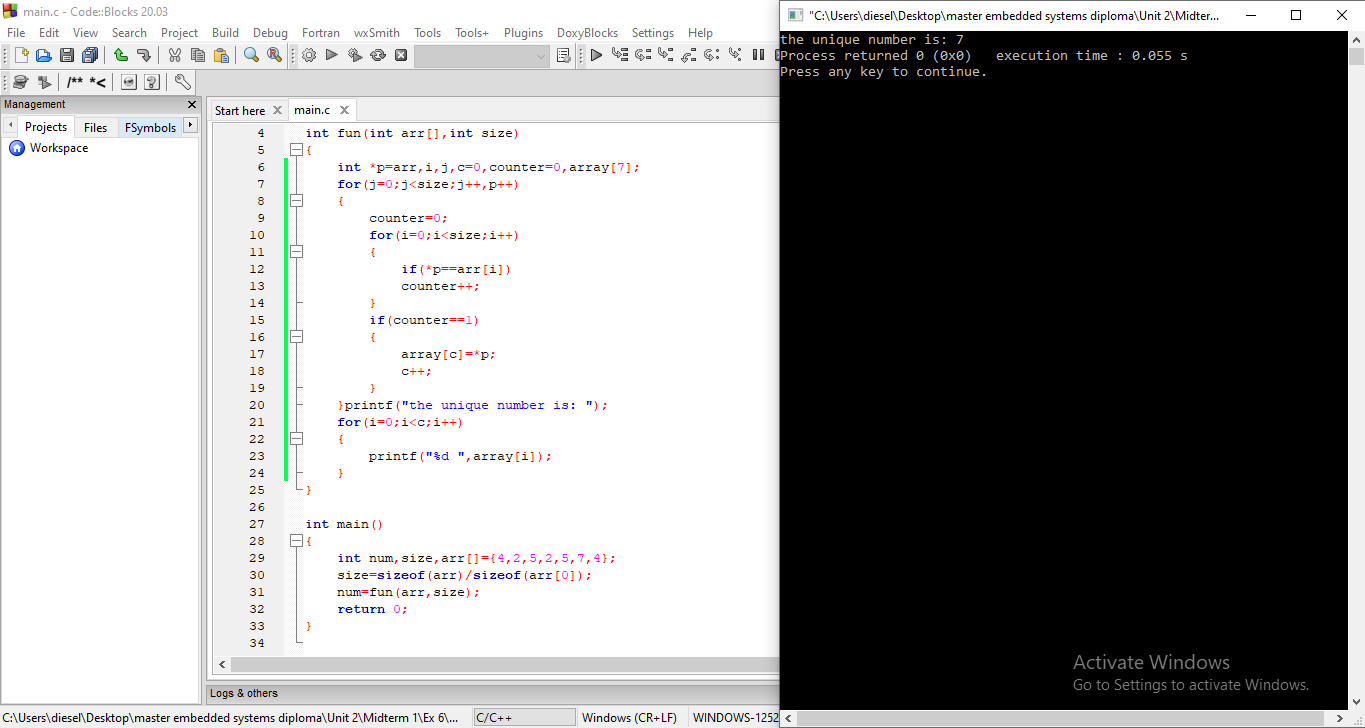 main.c - Code::Blocks 20.03
File Edit View Search Project Build Debug Fortran wxSmith Tools Tools+ Plugins DoxyBlocks Settings Help
/** *<
Management
Projects Files FSymbols
Workspace
Start here main.c
4 int fun(int arr[],int size)
5 {
6 int *p=arr,i,j,c=0,counter=0,array[7];
7 for(j=0;j<size;j++,p++)
8 {
9 counter=0;
10 for(i=0;i<size;i++)
11 {
12 if(*p==arr[i])
13 counter++;
14 }
15 if(counter==1)
16 {
17 array[c]=*p;
18 c++;
19 }
20 }printf("the unique number is: ");
21 for(i=0;i<c;i++)
22 {
23 printf("%d ",array[i]);
24 }
25 }
26
27 int main()
28 {
29 int num,size,arr[]={4,2,5,2,5,7,4};
30 size=sizeof(arr)/sizeof(arr[0]);
31 num=fun(arr,size);
32 return 0;
33 }
34
Logs & others
C:\Users\diesel\Desktop\master embedded systems diploma\Unit 2\Midterm 1\Ex 6\... C/C++ Windows (CR+LF) WINDOWS-1252
"C:\Users\diesel\Desktop\master embedded systems diploma\Unit 2\Midter...
the unique number is: 7
Process returned 0 (0x0) execution time : 0.055 s
Press any key to continue.
Activate Windows
Go to Settings to activate Windows.